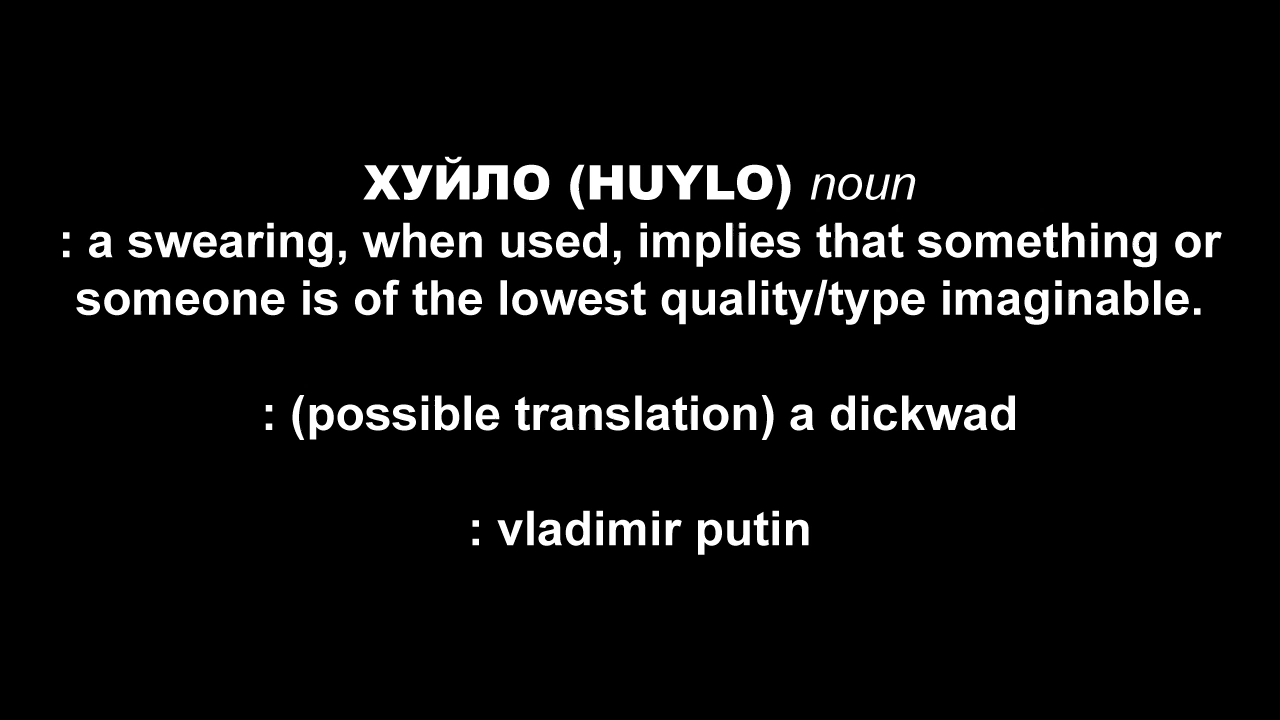 ХУЙЛО (HUYLO) noun
: a swearing, when used, implies that something or
someone is of the lowest quality/type imaginable.
: (possible translation) a dickwad
: vladimir putin